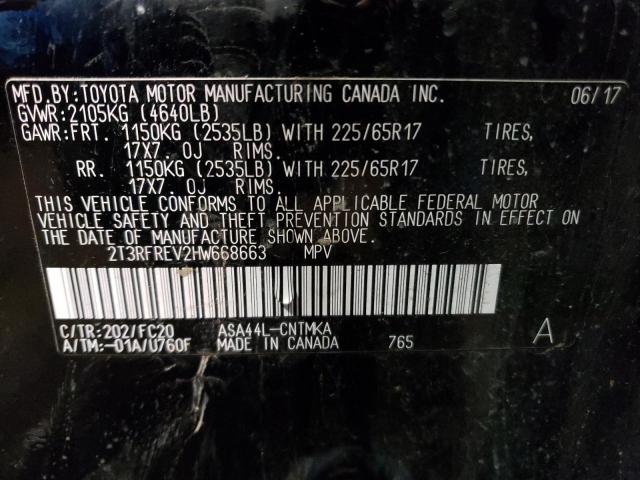 MFD.BY:TOYOTA MOTOR MANUFACTURING CANADA INC. 06/17
GVWR:2105KG (4640LB)
GAWR:FRT. 1150KG (2535LB) WITH 225/65R17 TIRES,
17X7.0J RIMS.
RR. 1150KG (2535LB) WITH 225/65R17 TIRES,
17X7.0J RIMS.
THIS VEHICLE CONFORMS TO ALL APPLICABLE FEDERAL MOTOR
VEHICLE SAFETY AND THEFT PREVENTION STANDARDS IN EFFECT ON
THE DATE OF MANUFACTURE SHOWN ABOVE.
2T3RFREV2HW668663 MPV
C/TR:202/FC20 ASA44L-CNTMKA A
A/TM:-01A/U760F MADE IN CANADA 765